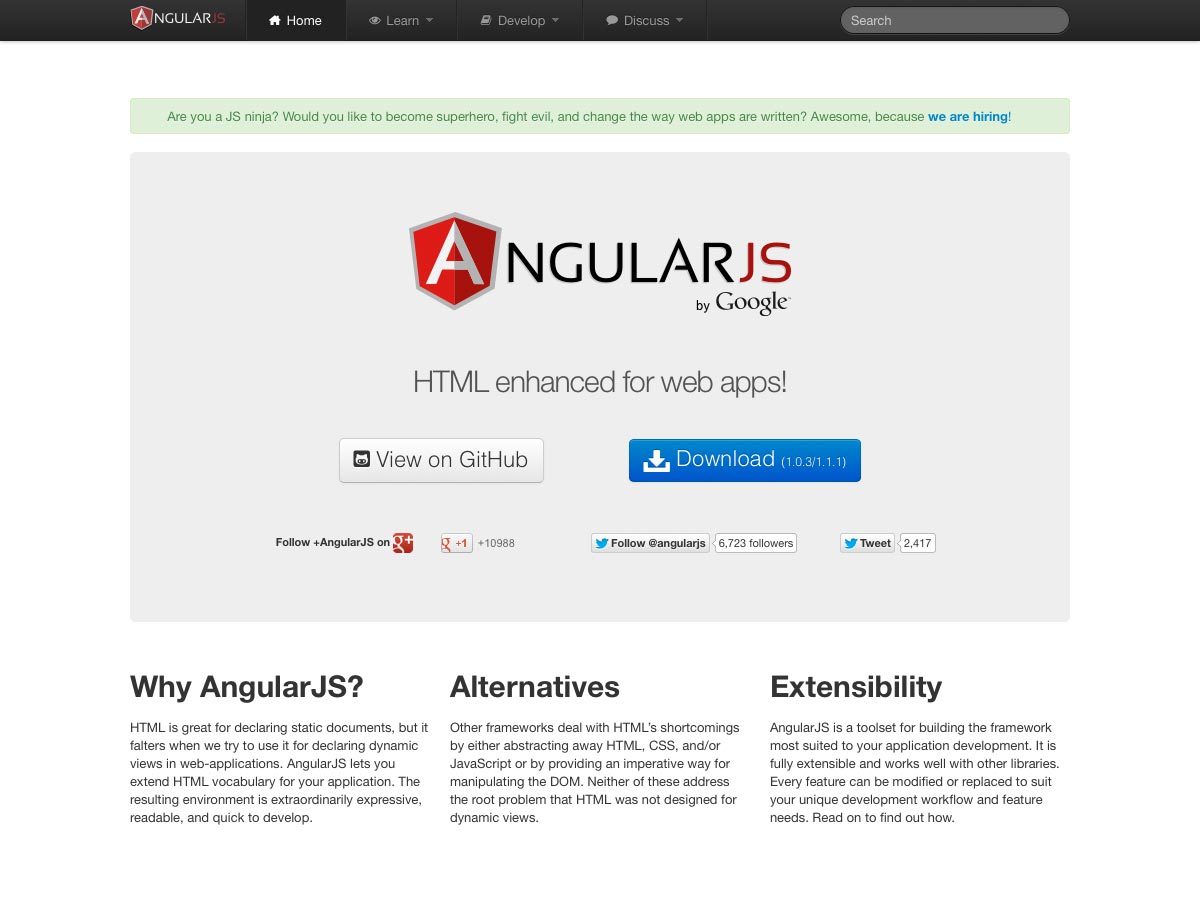 ANGULARJS Home Learn Develop Discuss Search
Are you a JS ninja? Would you like to become superhero, fight evil, and change the way web apps are written? Awesome, because we are hiring!
ANGULARJS
by Google
HTML enhanced for web apps!
View on GitHub Download (1.0.3/1.1.1)
Follow +AngularJS on g+ g +1 +10988 Follow @angularjs 6,723 followers Tweet 2,417
Why AngularJS?
HTML is great for declaring static documents, but it
falters when we try to use it for declaring dynamic
views in web-applications. AngularJS lets you
extend HTML vocabulary for your application. The
resulting environment is extraordinarily expressive,
readable, and quick to develop.
Alternatives
Other frameworks deal with HTML’s shortcomings
by either abstracting away HTML, CSS, and/or
JavaScript or by providing an imperative way for
manipulating the DOM. Neither of these address
the root problem that HTML was not designed for
dynamic views.
Extensibility
AngularJS is a toolset for building the framework
most suited to your application development. It is
fully extensible and works well with other libraries.
Every feature can be modified or replaced to suit
your unique development workflow and feature
needs. Read on to find out how.